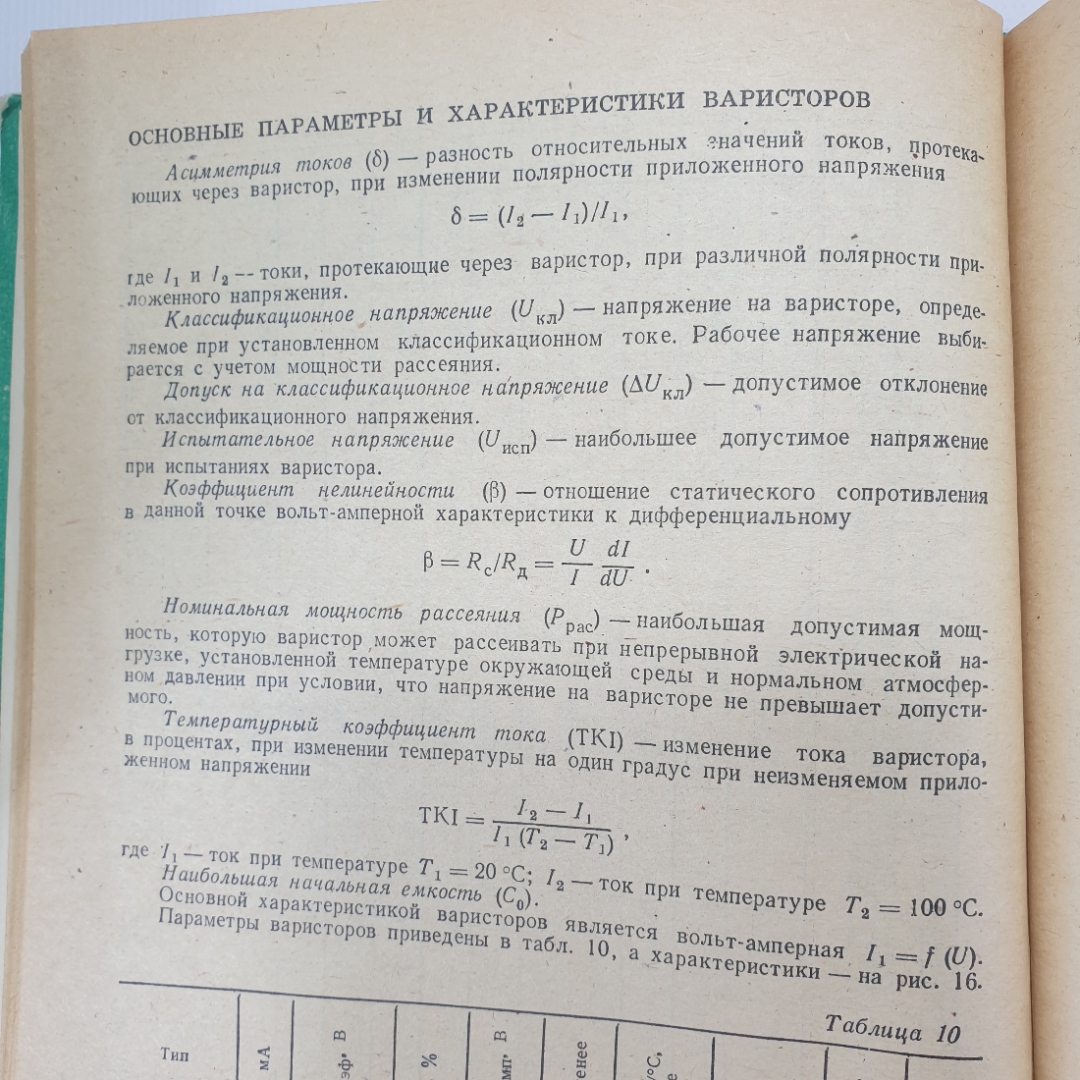 ОСНОВНЫЕ ПАРАМЕТРЫ И ХАРАКТЕРИСТИКИ ВАРИСТОРОВ
Асимметрия токов (δ) — разность относительных значений токов, протека-
ющих через варистор, при изменении полярности приложенного напряжения
δ = (I₂ — I₁)/I₁,
где I₁ и I₂ -- токи, протекающие через варистор, при различной полярности при-
ложенного напряжения.
Классификационное напряжение (Uкл) — напряжение на варисторе, опреде-
ляемое при установленном классификационном токе. Рабочее напряжение выби-
рается с учетом мощности рассеяния.
Допуск на классификационное напряжение (ΔUкл) — допустимое отклонение
от классификационного напряжения.
Испытательное напряжение (Uисп) — наибольшее допустимое напряжение
при испытаниях варистора.
Коэффициент нелинейности (β) — отношение статического сопротивления
в данной точке вольт-амперной характеристики к дифференциальному
β = Rс/Rд = U/I dI/dU .
Номинальная мощность рассеяния (Pрас) — наибольшая допустимая мощ-
ность, которую варистор может рассеивать при непрерывной электрической на-
грузке, установленной температуре окружающей среды и нормальном атмосфер-
ном давлении при условии, что напряжение на варисторе не превышает допусти-
мого.
Температурный коэффициент тока (TKI) — изменение тока варистора,
в процентах, при изменении температуры на один градус при неизменяемом прило-
женном напряжении
TKI = I₂ — I₁ / I₁ (T₂ — T₁) ,
где I₁ — ток при температуре T₁ = 20 °C; I₂ — ток при температуре T₂ = 100 °C.
Наибольшая начальная емкость (C₀).
Основной характеристикой варисторов является вольт-амперная I₁ = f (U).
Параметры варисторов приведены в табл. 10, а характеристики — на рис. 16.
Таблица 10
Тип
мА
В
%
В